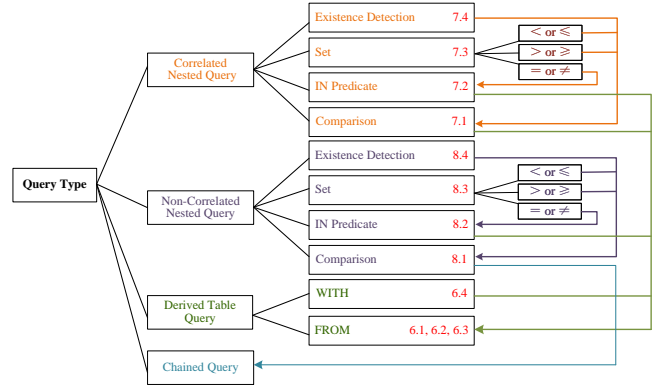 Query Type
Correlated
Nested Query
Existence Detection 7.4
Set 7.3
< or ≤
> or ≥
= or ≠
IN Predicate 7.2
Comparison 7.1
Non-Correlated
Nested Query
Existence Detection 8.4
Set 8.3
< or ≤
> or ≥
= or ≠
IN Predicate 8.2
Comparison 8.1
Derived Table
Query
WITH 6.4
FROM 6.1, 6.2, 6.3
Chained Query